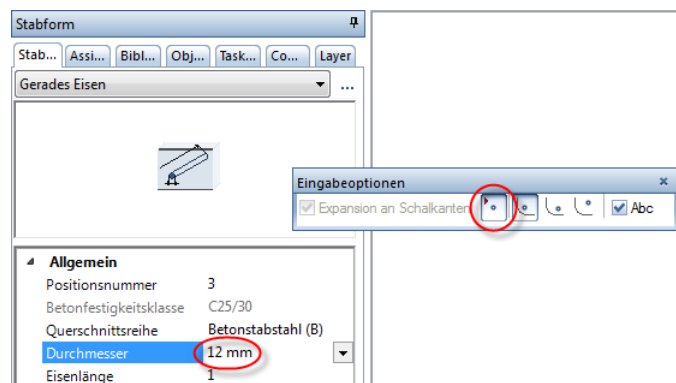 Stabform
Stab... Assi... Bibl... Obj... Task... Co... Layer
Gerades Eisen ...
Eingabeoptionen
Expansion an Schalkanten Abc
Allgemein
Positionsnummer 3
Betonfestigkeitsklasse C25/30
Querschnittsreihe Betonstabstahl (B)
Durchmesser 12 mm
Eisenlänge 1